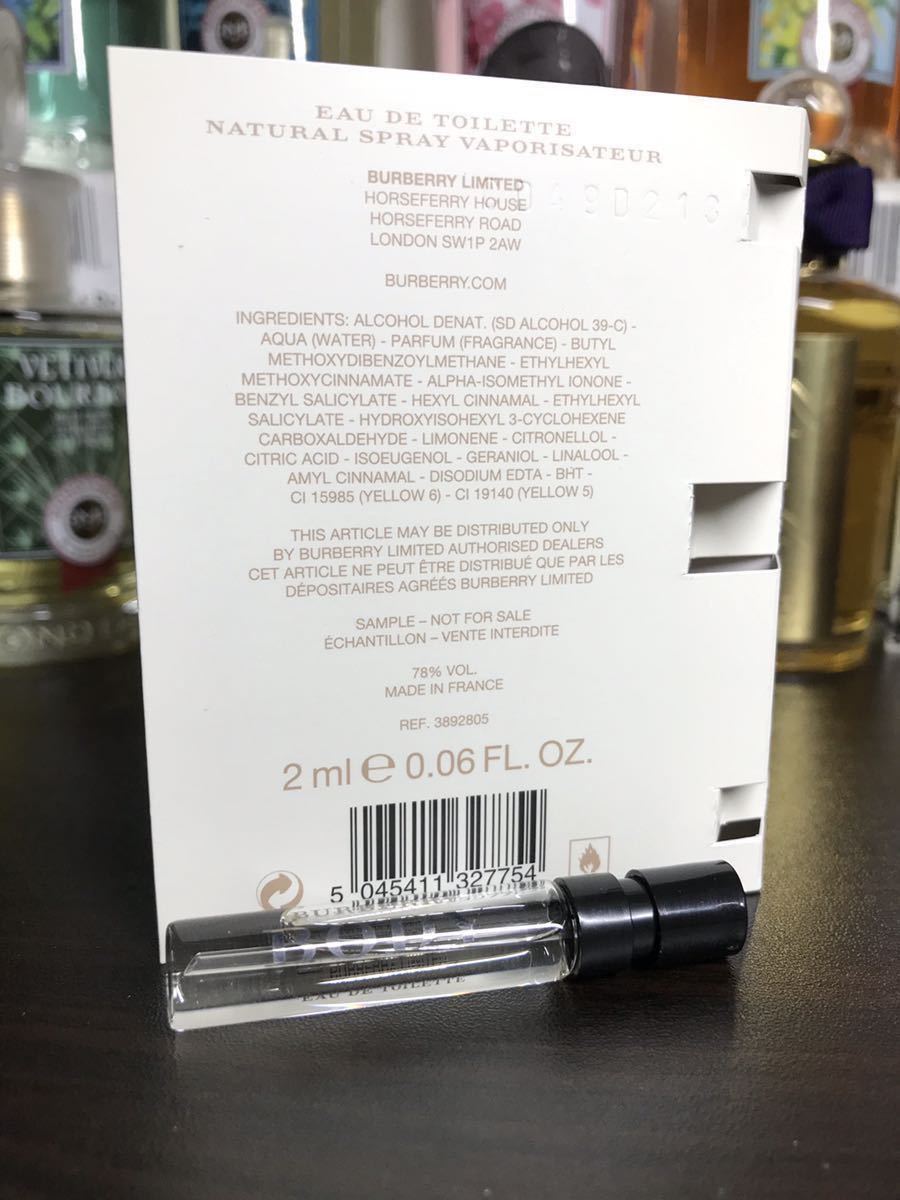 EAU DE TOILETTE
NATURAL SPRAY VAPORISATEUR
BURBERRY LIMITED
HORSEFERRY HOUSE
HORSEFERRY ROAD
LONDON SW1P 2AW
BURBERRY.COM
INGREDIENTS: ALCOHOL DENAT. (SD ALCOHOL 39-C) -
AQUA (WATER) - PARFUM (FRAGRANCE) - BUTYL
METHOXYDIBENZOYLMETHANE - ETHYLHEXYL
METHOXYCINNAMATE - ALPHA-ISOMETHYL IONONE -
BENZYL SALICYLATE - HEXYL CINNAMAL - ETHYLHEXYL
SALICYLATE - HYDROXYISOHEXYL 3-CYCLOHEXENE
CARBOXALDEHYDE - LIMONENE - CITRONELLOL -
CITRIC ACID - ISOEUGENOL - GERANIOL - LINALOOL -
AMYL CINNAMAL - DISODIUM EDTA - BHT -
CI 15985 (YELLOW 6) - CI 19140 (YELLOW 5)
THIS ARTICLE MAY BE DISTRIBUTED ONLY
BY BURBERRY LIMITED AUTHORISED DEALERS
CET ARTICLE NE PEUT ÊTRE DISTRIBUÉ QUE PAR LES
DÉPOSITAIRES AGRÉÉS BURBERRY LIMITED
SAMPLE – NOT FOR SALE
ÉCHANTILLON – VENTE INTERDITE
78% VOL.
MADE IN FRANCE
REF. 3892805
2 ml e 0.06 FL. OZ.
5 045411 327754
BODY
BURBERRY LIMITED
EAU DE TOILETTE